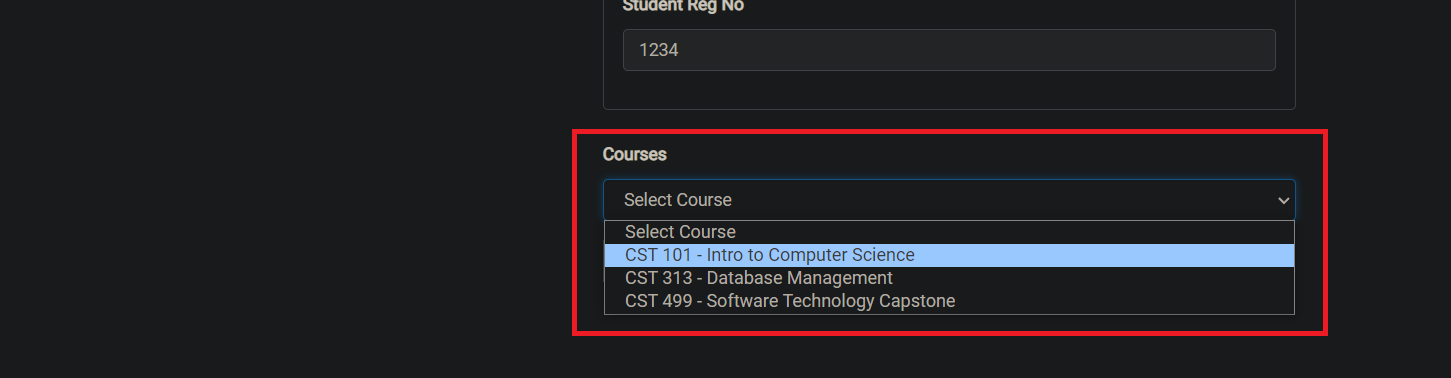 Student Reg No
1234
Courses
Select Course
Select Course
CST 101 - Intro to Computer Science
CST 313 - Database Management
CST 499 - Software Technology Capstone